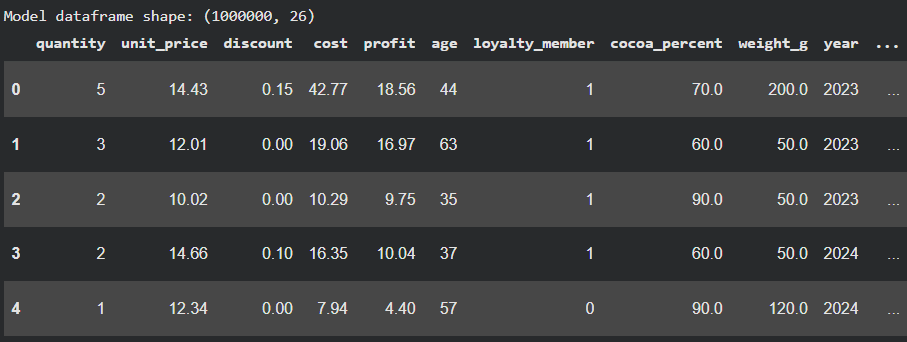 Model dataframe shape: (1000000, 26)
quantity unit_price discount cost profit age loyalty_member cocoa_percent weight_g year ...
0 5 14.43 0.15 42.77 18.56 44 1 70.0 200.0 2023 ...
1 3 12.01 0.00 19.06 16.97 63 1 60.0 50.0 2023 ...
2 2 10.02 0.00 10.29 9.75 35 1 90.0 50.0 2023 ...
3 2 14.66 0.10 16.35 10.04 37 1 60.0 50.0 2024 ...
4 1 12.34 0.00 7.94 4.40 57 0 90.0 120.0 2024 ...